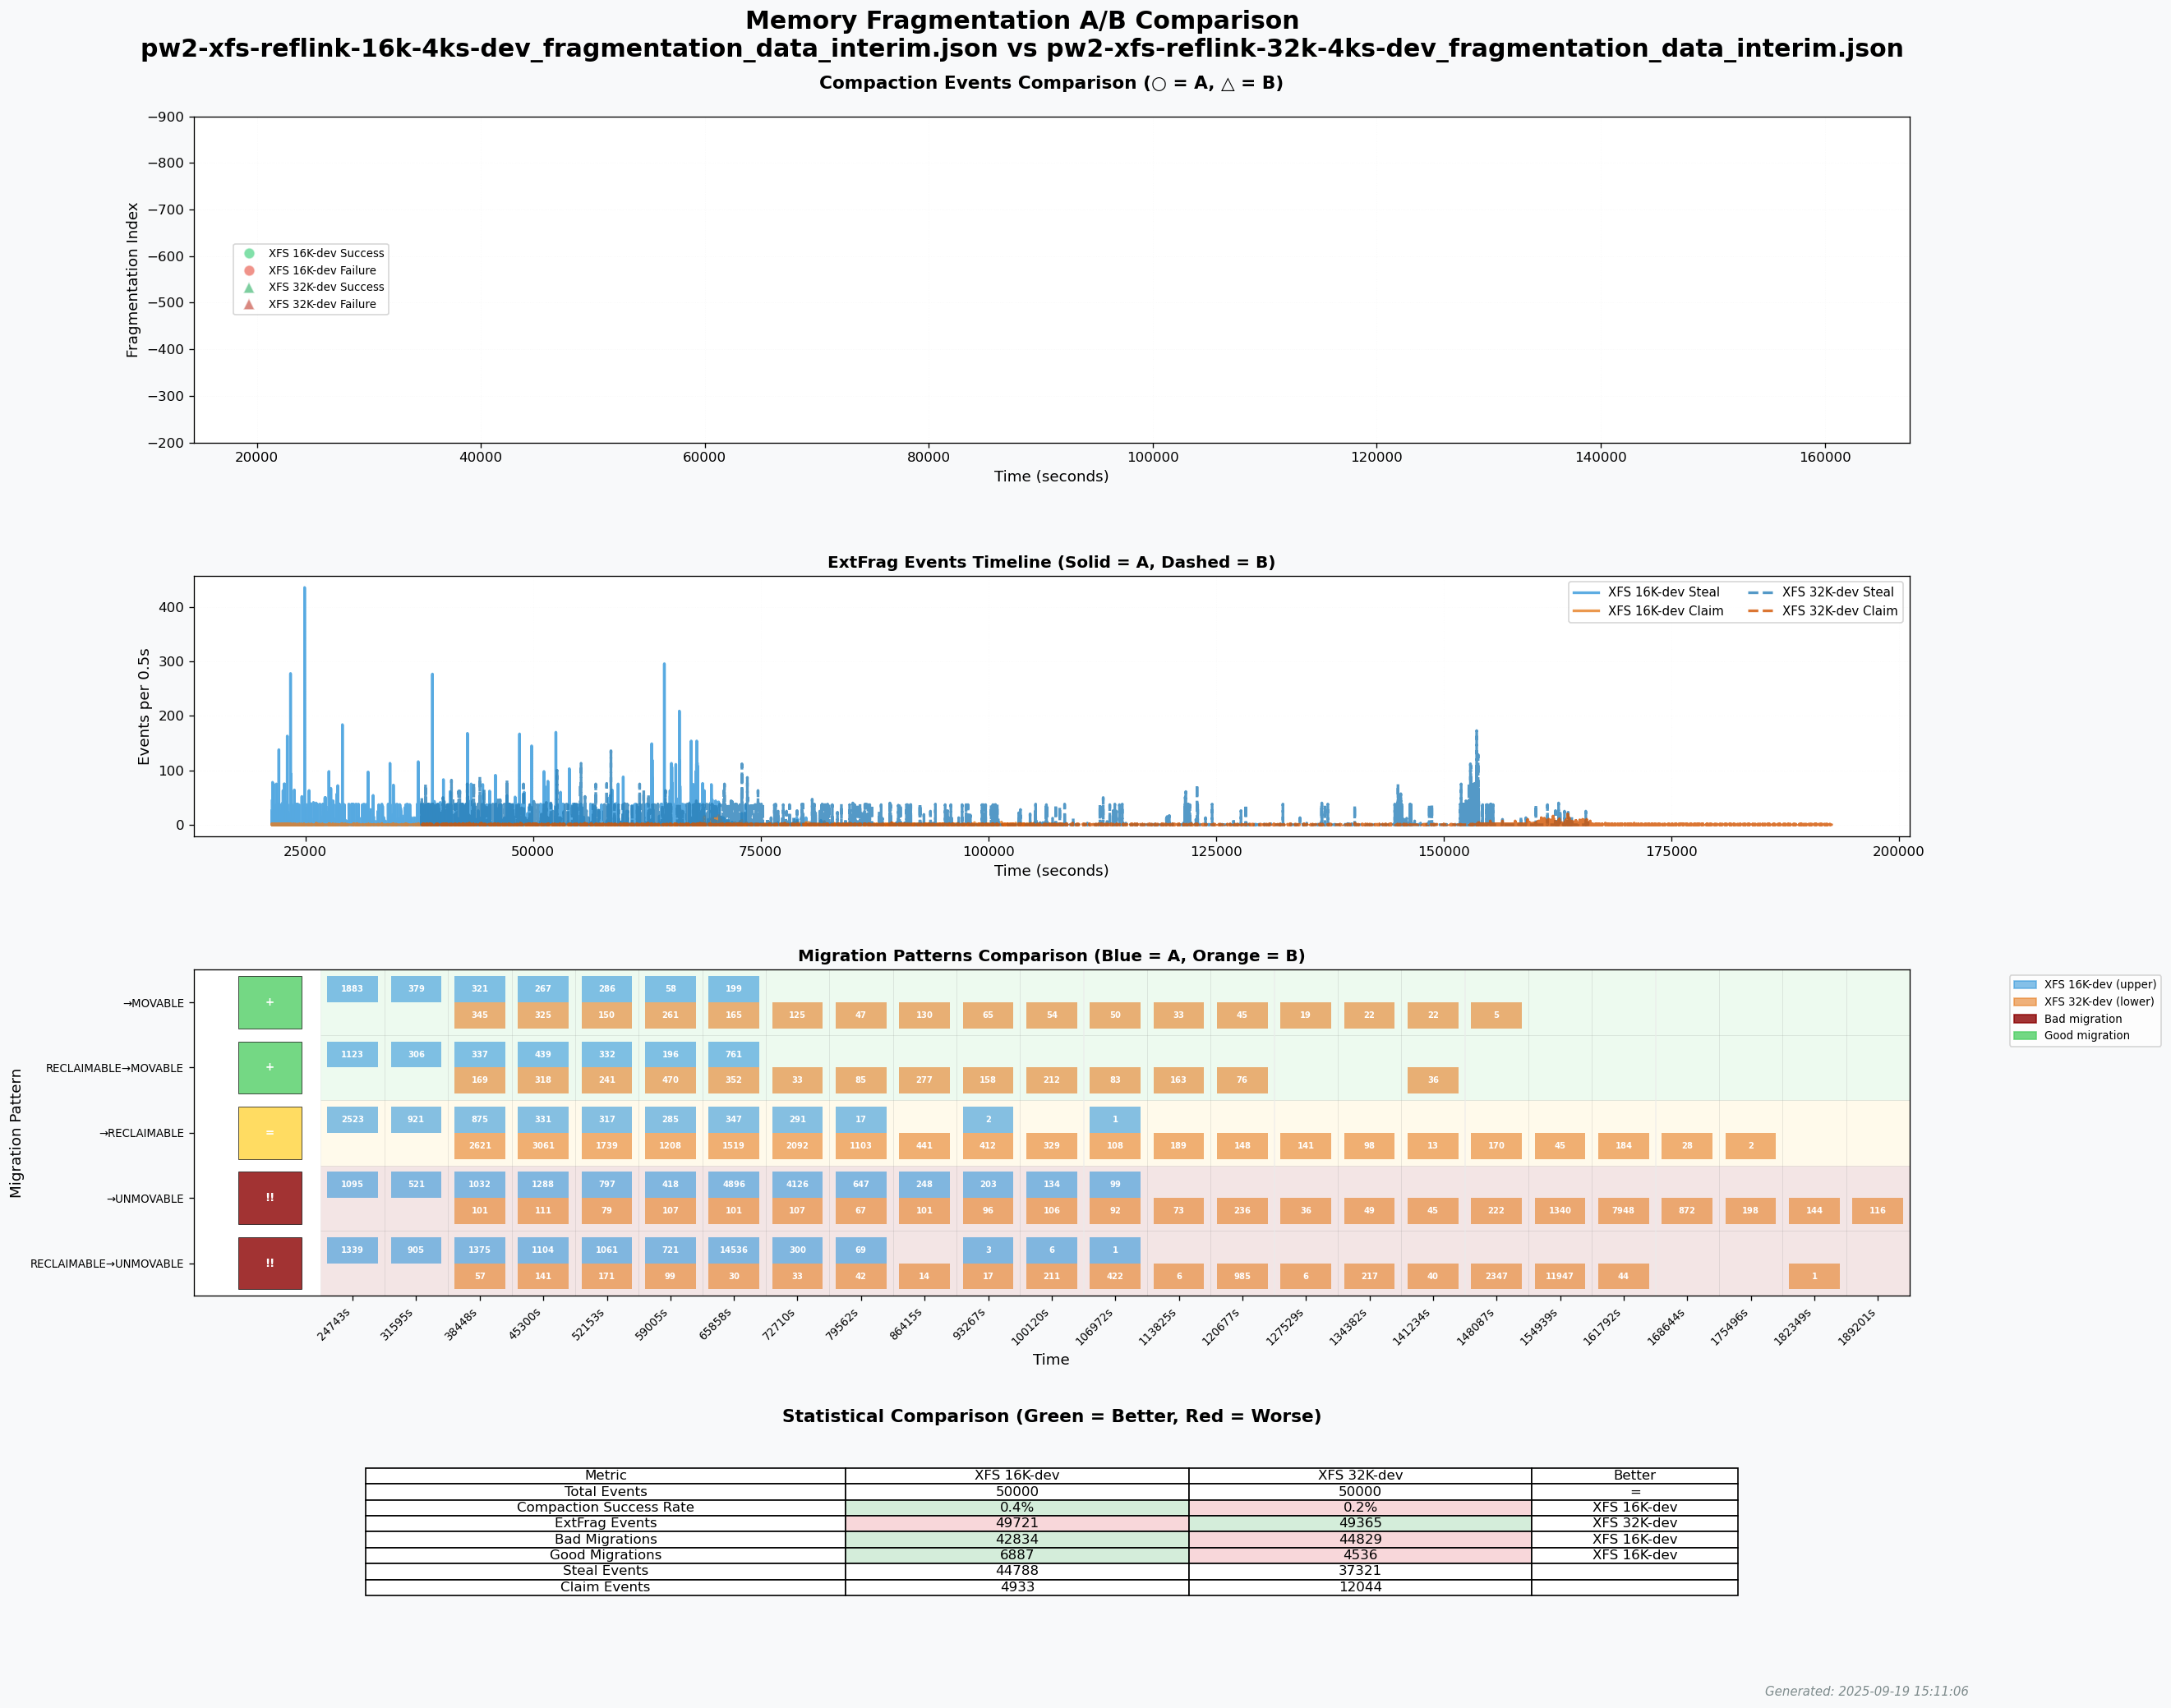 Memory Fragmentation A/B Comparison
pw2-xfs-reflink-16k-4ks-dev_fragmentation_data_interim.json vs pw2-xfs-reflink-32k-4ks-dev_fragmentation_data_interim.json
Compaction Events Comparison (○ = A, △ = B)
Fragmentation Index
−900
−800
−700
−600
−500
−400
−300
−200
XFS 16K-dev Success
XFS 16K-dev Failure
XFS 32K-dev Success
XFS 32K-dev Failure
20000 40000 60000 80000 100000 120000 140000 160000
Time (seconds)
ExtFrag Events Timeline (Solid = A, Dashed = B)
Events per 0.5s
400
300
200
100
0
XFS 16K-dev Steal XFS 32K-dev Steal
XFS 16K-dev Claim XFS 32K-dev Claim
25000 50000 75000 100000 125000 150000 175000 200000
Time (seconds)
Migration Patterns Comparison (Blue = A, Orange = B)
XFS 16K-dev (upper)
XFS 32K-dev (lower)
Bad migration
Good migration
Migration Pattern
→MOVABLE +
1883 379 321 267 286 58 199
345 325 150 261 165 125 47 130 65 54 50 33 45 19 22 22 5
RECLAIMABLE→MOVABLE +
1123 306 337 439 332 196 761
169 318 241 470 352 33 85 277 158 212 83 163 76 36
→RECLAIMABLE =
2523 921 875 331 317 285 347 291 17 2 1
2621 3061 1739 1208 1519 2092 1103 441 412 329 108 189 148 141 98 13 170 45 184 28 2
→UNMOVABLE !!
1095 521 1032 1288 797 418 4896 4126 647 248 203 134 99
101 111 79 107 101 107 67 101 96 106 92 73 236 36 49 45 222 1340 7948 872 198 144 116
RECLAIMABLE→UNMOVABLE !!
1339 905 1375 1104 1061 721 14536 300 69 3 6 1
57 141 171 99 30 33 42 14 17 211 422 6 985 6 217 40 2347 11947 44 1
24743s 31595s 38448s 45300s 52153s 59005s 65858s 72710s 79562s 86415s 93267s 100120s 106972s 113825s 120677s 127529s 134382s 141234s 148087s 154939s 161792s 168644s 175496s 182349s 189201s
Time
Statistical Comparison (Green = Better, Red = Worse)
Metric XFS 16K-dev XFS 32K-dev Better
Total Events 50000 50000 =
Compaction Success Rate 0.4% 0.2% XFS 16K-dev
ExtFrag Events 49721 49365 XFS 32K-dev
Bad Migrations 42834 44829 XFS 16K-dev
Good Migrations 6887 4536 XFS 16K-dev
Steal Events 44788 37321
Claim Events 4933 12044
Generated: 2025-09-19 15:11:06